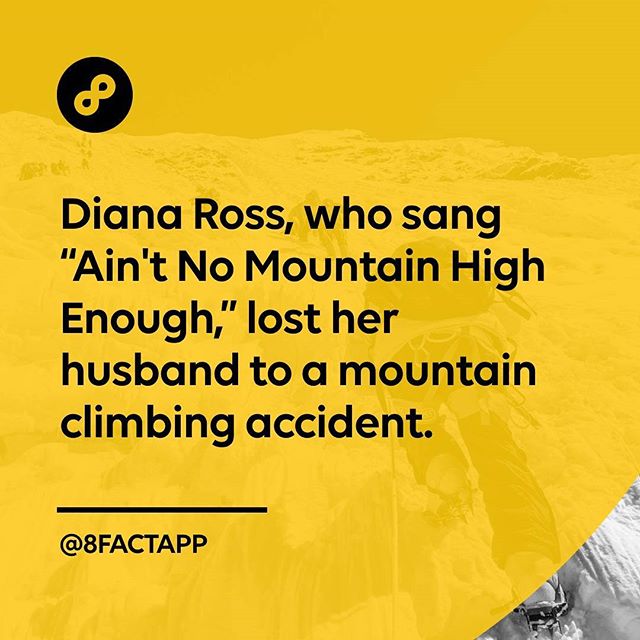 Diana Ross, who sang
“Ain't No Mountain High
Enough,” lost her
husband to a mountain
climbing accident.
@8FACTAPP